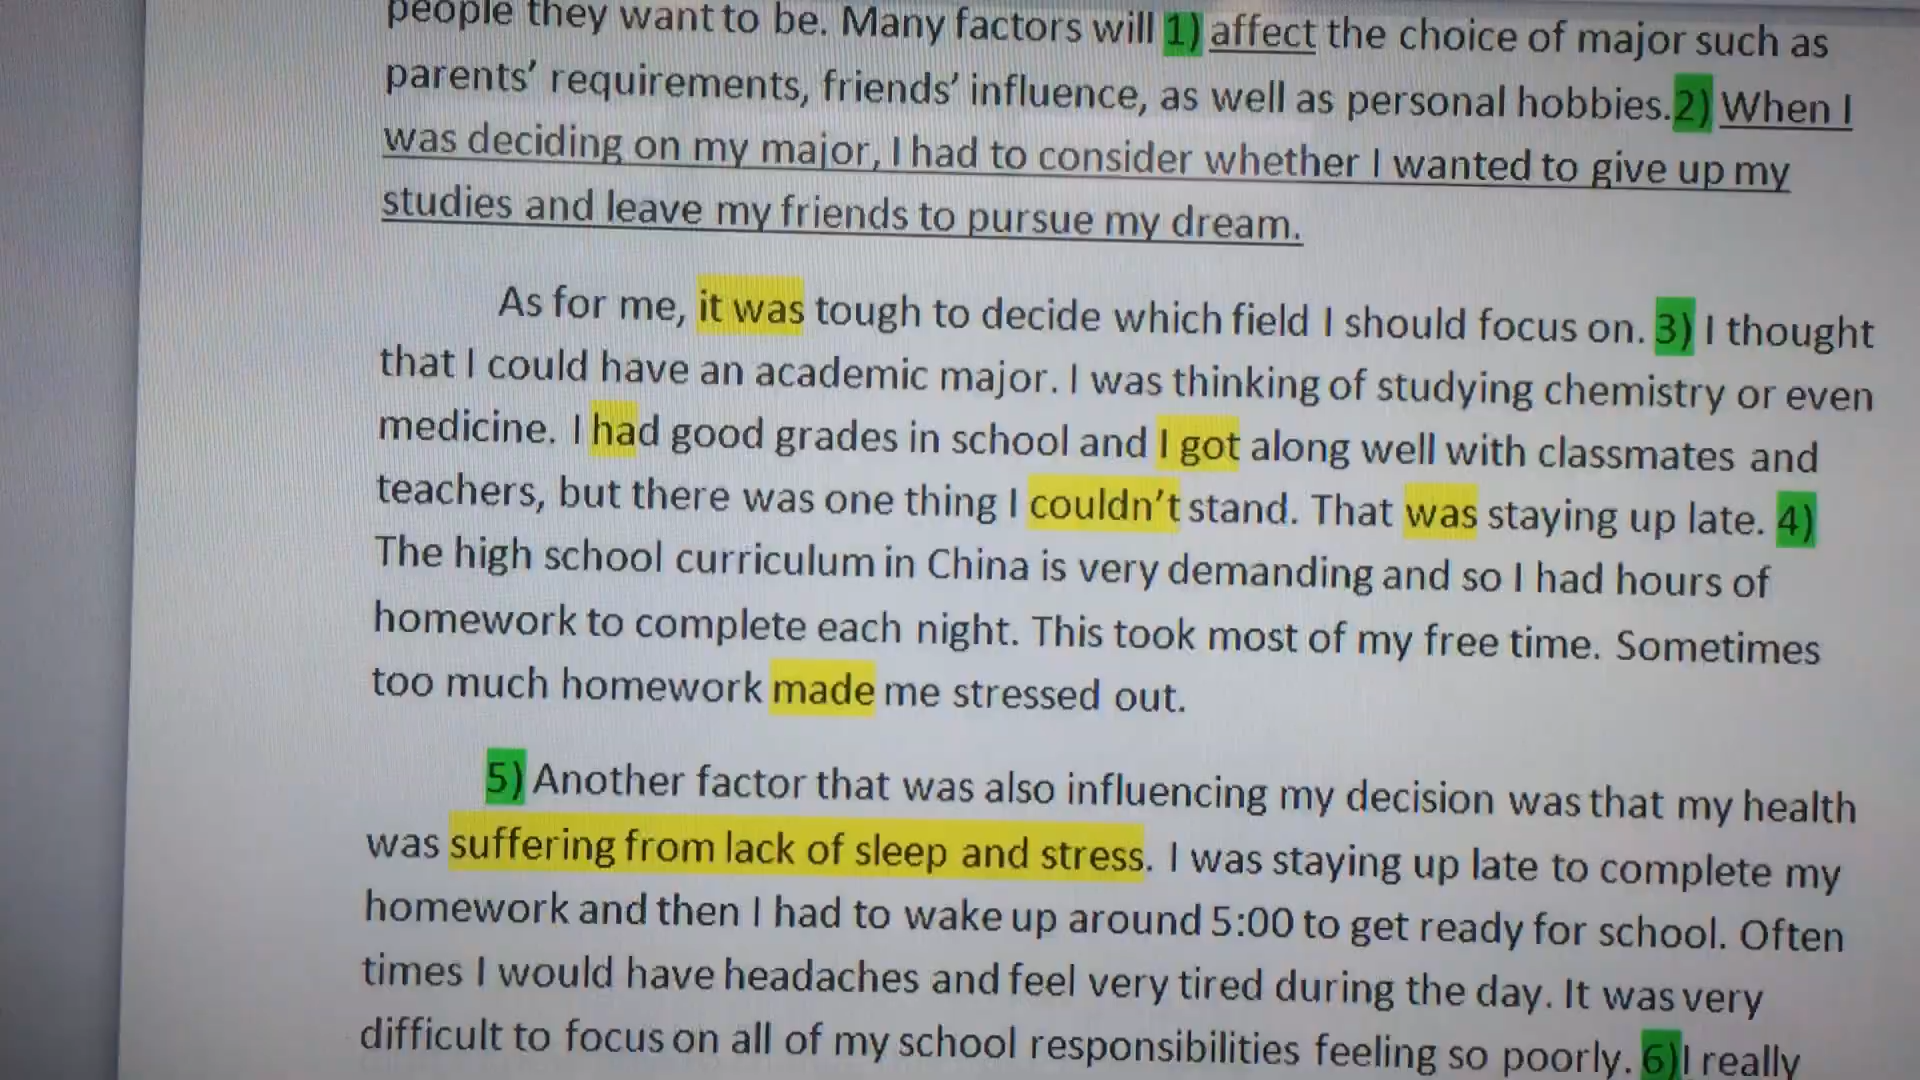 people they want to be. Many factors will 1) affect the choice of major such as
parents’ requirements, friends’ influence, as well as personal hobbies.2) When I
was deciding on my major, I had to consider whether I wanted to give up my
studies and leave my friends to pursue my dream.
As for me, it was tough to decide which field I should focus on. 3) I thought
that I could have an academic major. I was thinking of studying chemistry or even
medicine. I had good grades in school and I got along well with classmates and
teachers, but there was one thing I couldn’t stand. That was staying up late. 4)
The high school curriculum in China is very demanding and so I had hours of
homework to complete each night. This took most of my free time. Sometimes
too much homework made me stressed out.
5) Another factor that was also influencing my decision was that my health
was suffering from lack of sleep and stress. I was staying up late to complete my
homework and then I had to wake up around 5:00 to get ready for school. Often
times I would have headaches and feel very tired during the day. It was very
difficult to focus on all of my school responsibilities feeling so poorly. 6)I really